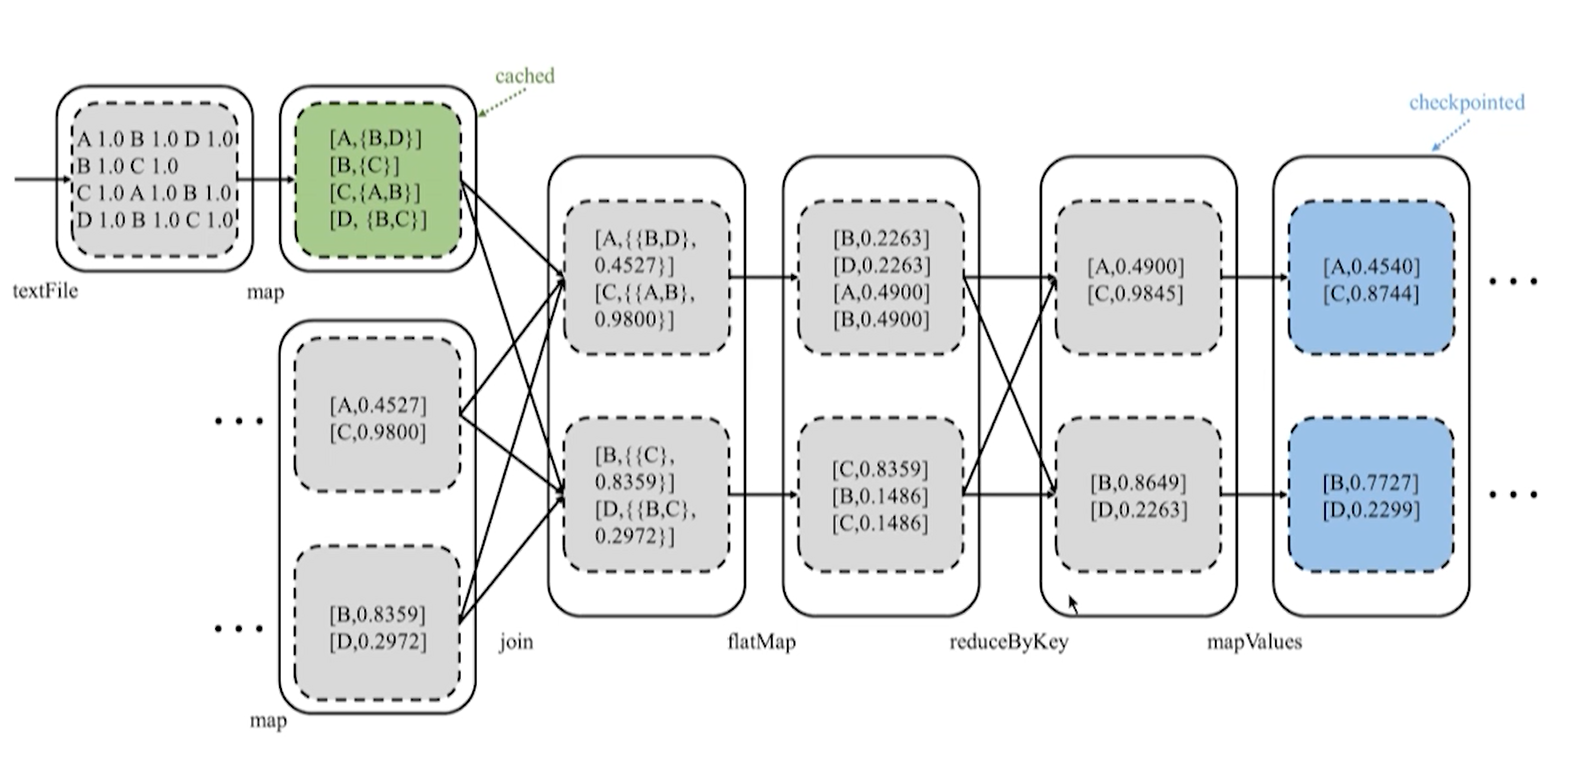 cached
checkpointed
A 1.0 B 1.0 D 1.0
B 1.0 C 1.0
C 1.0 A 1.0 B 1.0
D 1.0 B 1.0 C 1.0
textFile
[A,{B,D}]
[B,{C}]
[C,{A,B}]
[D, {B,C}]
map
[A,0.4527]
[C,0.9800]
[B,0.8359]
[D,0.2972]
map
[A,{{B,D},
0.4527}]
[C,{{A,B},
0.9800}]
[B,{{C},
0.8359}]
[D,{{B,C},
0.2972}]
join
[B,0.2263]
[D,0.2263]
[A,0.4900]
[B,0.4900]
[C,0.8359]
[B,0.1486]
[C,0.1486]
flatMap
[A,0.4900]
[C,0.9845]
[B,0.8649]
[D,0.2263]
reduceByKey
[A,0.4540]
[C,0.8744]
[B,0.7727]
[D,0.2299]
mapValues